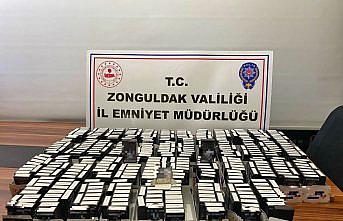 T.C.
ZONGULDAK VALİLİĞİ
İL EMNİYET MÜDÜRLÜĞÜ